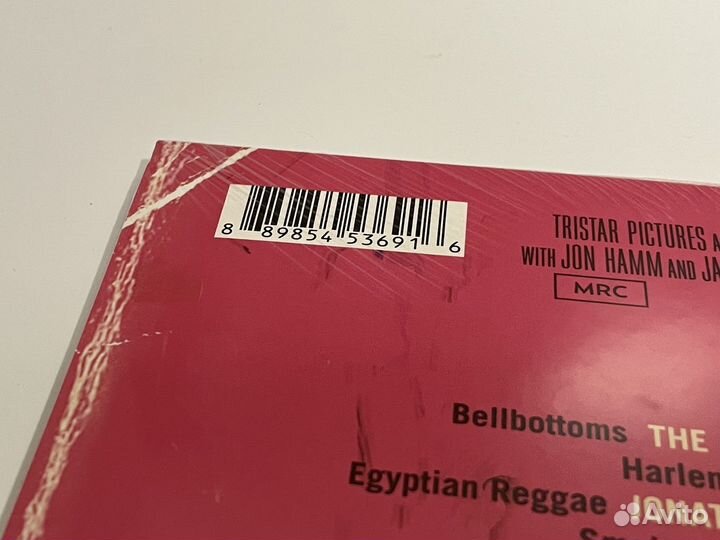 8 89854 53691 6
TRISTAR PICTURES
WITH JON HAMM AND
MRC
Bellbottoms THE
Egyptian Reggae
Avito